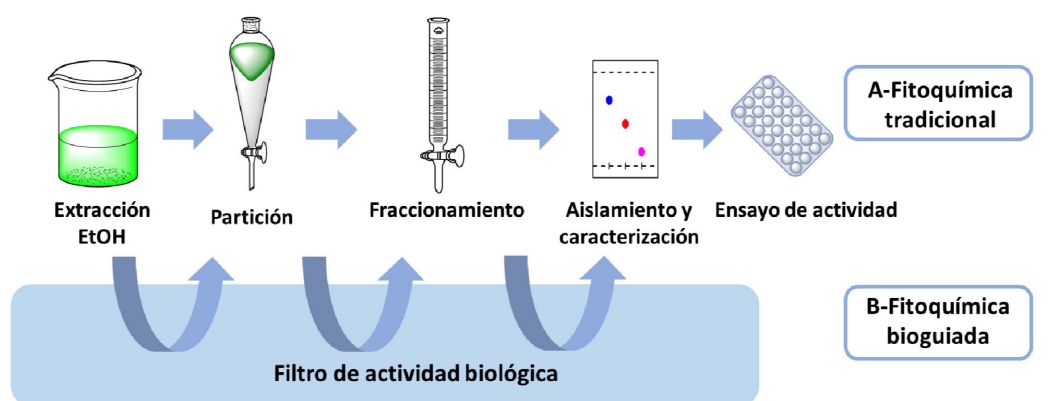 A-Fitoquímica
tradicional
Extracción
EtOH
Partición
Fraccionamiento
Aislamiento y
caracterización
Ensayo de actividad
B-Fitoquímica
bioguiada
Filtro de actividad biológica